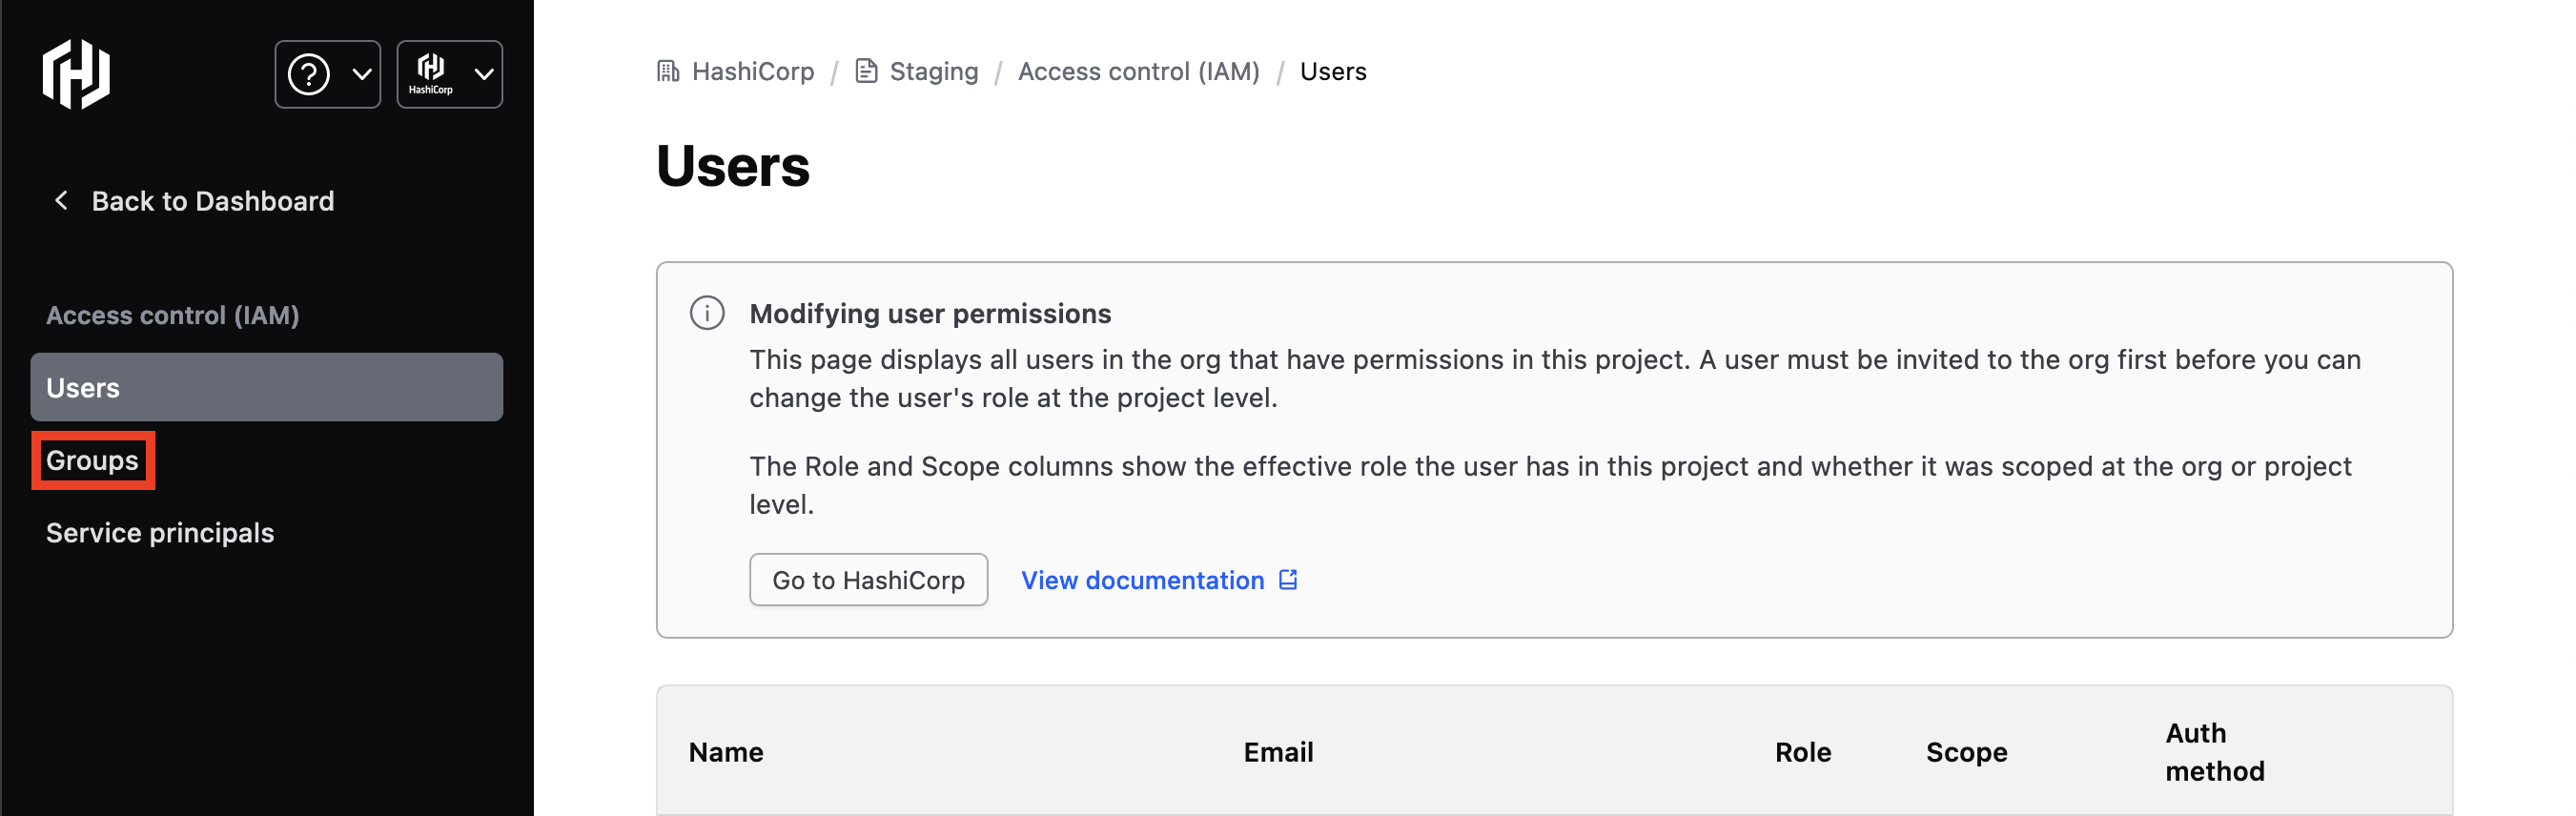 HashiCorp
Back to Dashboard
Access control (IAM)
Users
Groups
Service principals
HashiCorp / Staging / Access control (IAM) / Users
Users
Modifying user permissions
This page displays all users in the org that have permissions in this project. A user must be invited to the org first before you can
change the user's role at the project level.
The Role and Scope columns show the effective role the user has in this project and whether it was scoped at the org or project
level.
Go to HashiCorp View documentation
Name Email Role Scope Auth
method